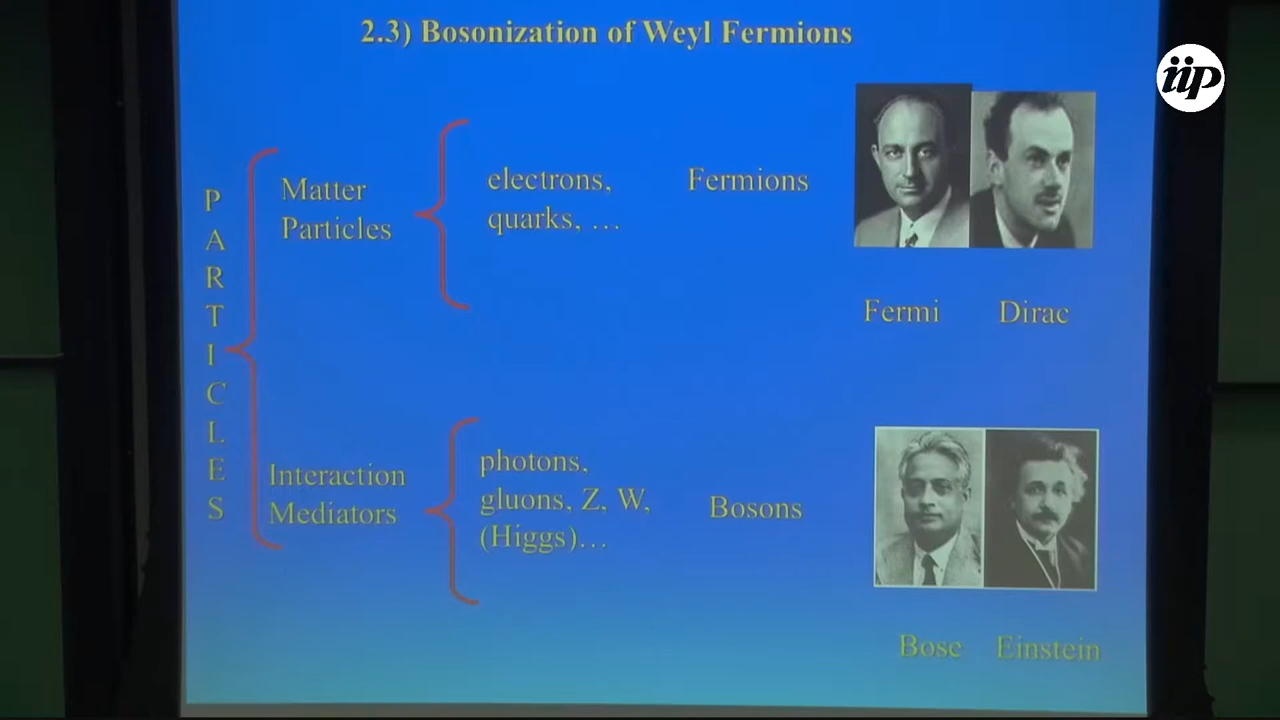 2.3) Bosonization of Weyl Fermions
iip
PARTICLES
Matter
Particles
electrons,
quarks, …
Fermions
Fermi Dirac
Interaction
Mediators
photons,
gluons, Z, W,
(Higgs)…
Bosons
Bose Einstein